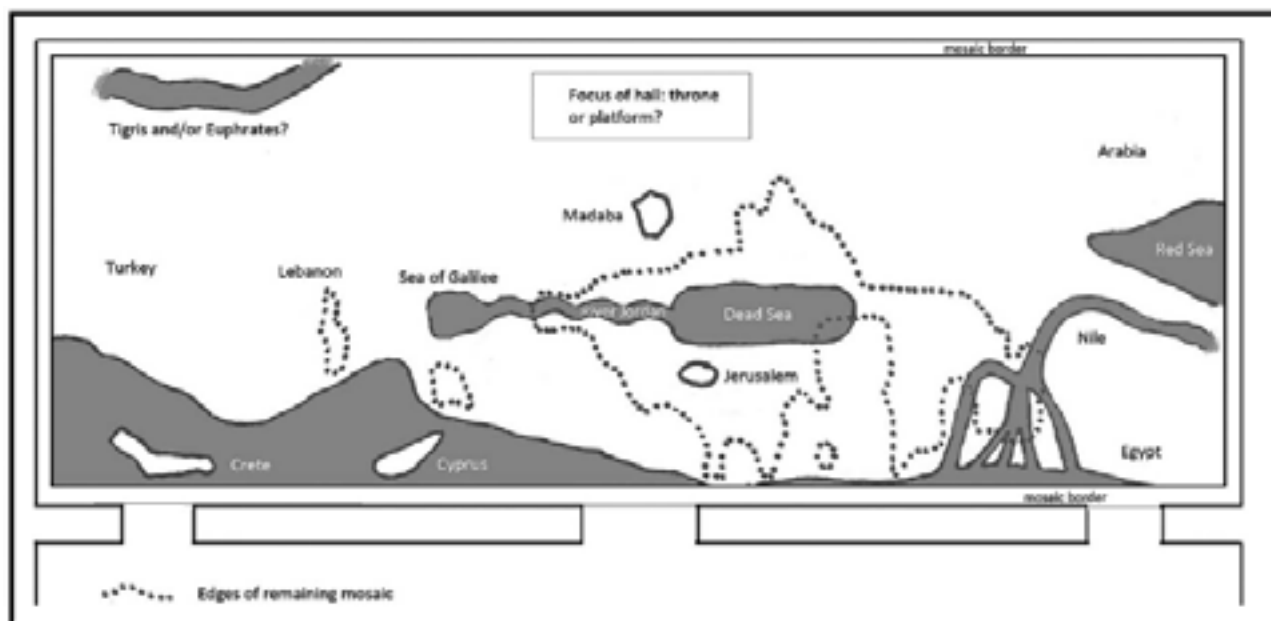 mosaic border
Focus of hall: throne
or platform?
Tigris and/or Euphrates?
Arabia
Madaba
Red Sea
Turkey
Lebanon
Sea of Galilee
River Jordan
Dead Sea
Nile
Jerusalem
Crete
Cyprus
Egypt
mosaic border
Edges of remaining mosaic